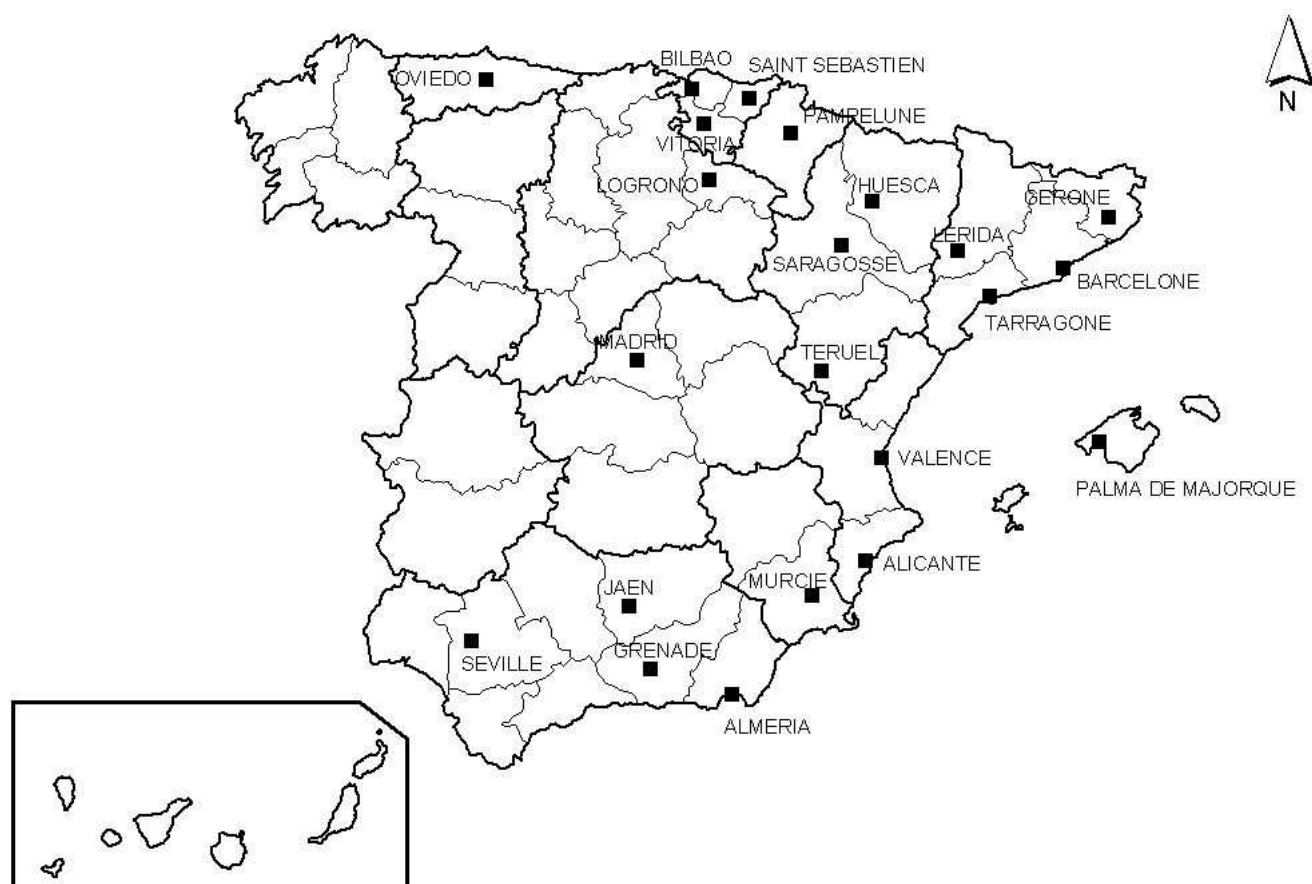 BILBAO
SAINT SEBASTIEN
OVIEDO
N
PAMPELUNE
VITORIA
LOGRONO
HUESCA
GERONE
LERIDA
SARAGOSSE
BARCELONE
TARRAGONE
MADRID
TERUEL
VALENCE
PALMA DE MAJORQUE
ALICANTE
MURCIE
JAEN
GRENADE
SEVILLE
ALMERIA